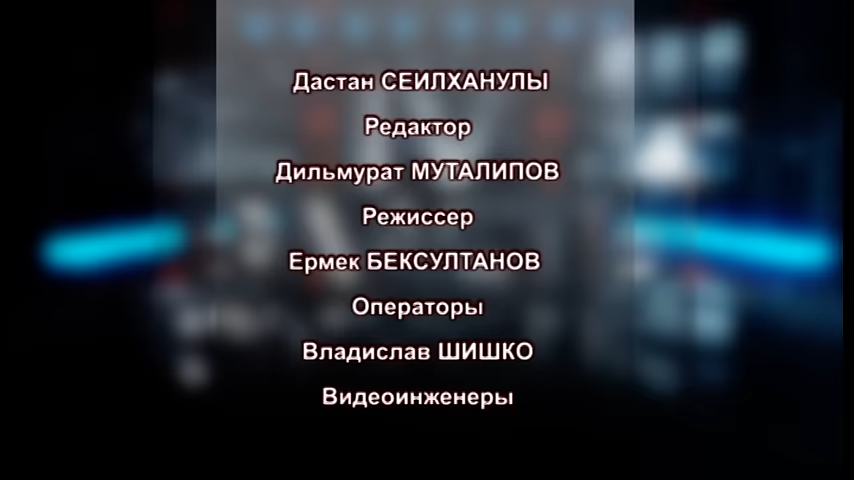 Дастан СЕИЛХАНУЛЫ
Редактор
Дильмурат МУТАЛИПОВ
Режиссер
Ермек БЕКСУЛТАНОВ
Операторы
Владислав ШИШКО
Видеоинженеры